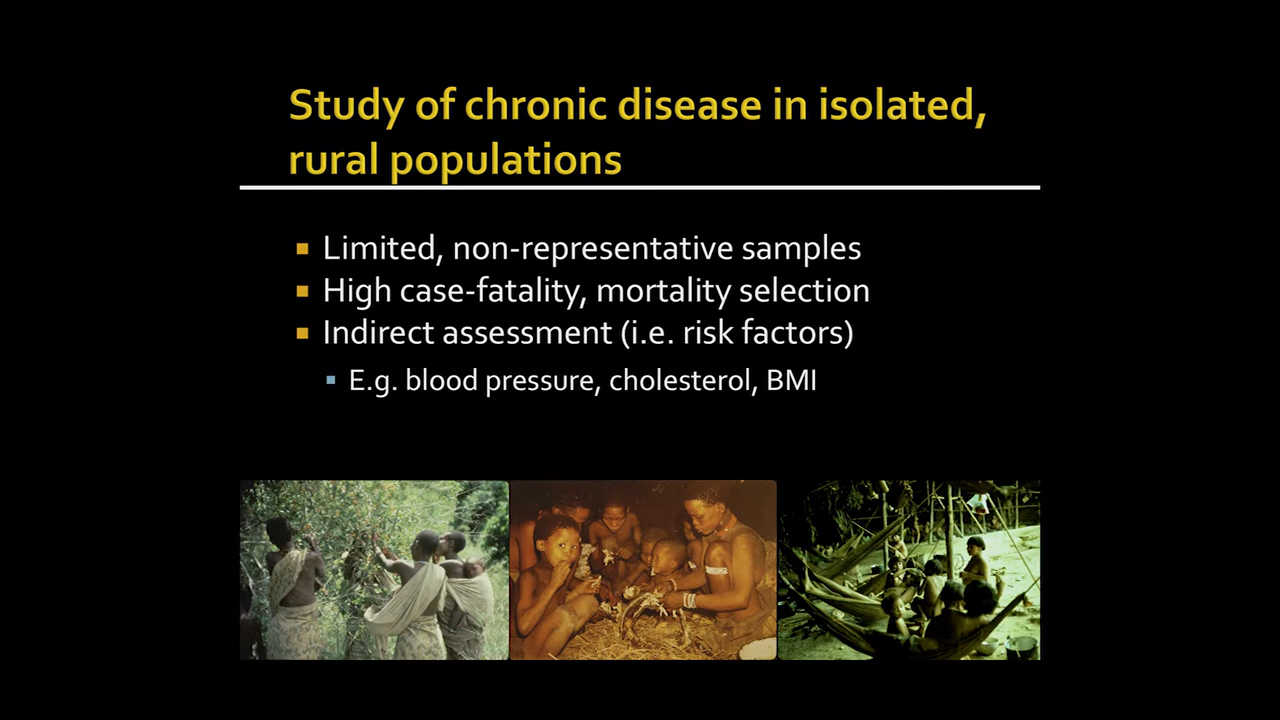 Study of chronic disease in isolated,
rural populations
Limited, non-representative samples
High case-fatality, mortality selection
Indirect assessment (i.e. risk factors)
E.g. blood pressure, cholesterol, BMI